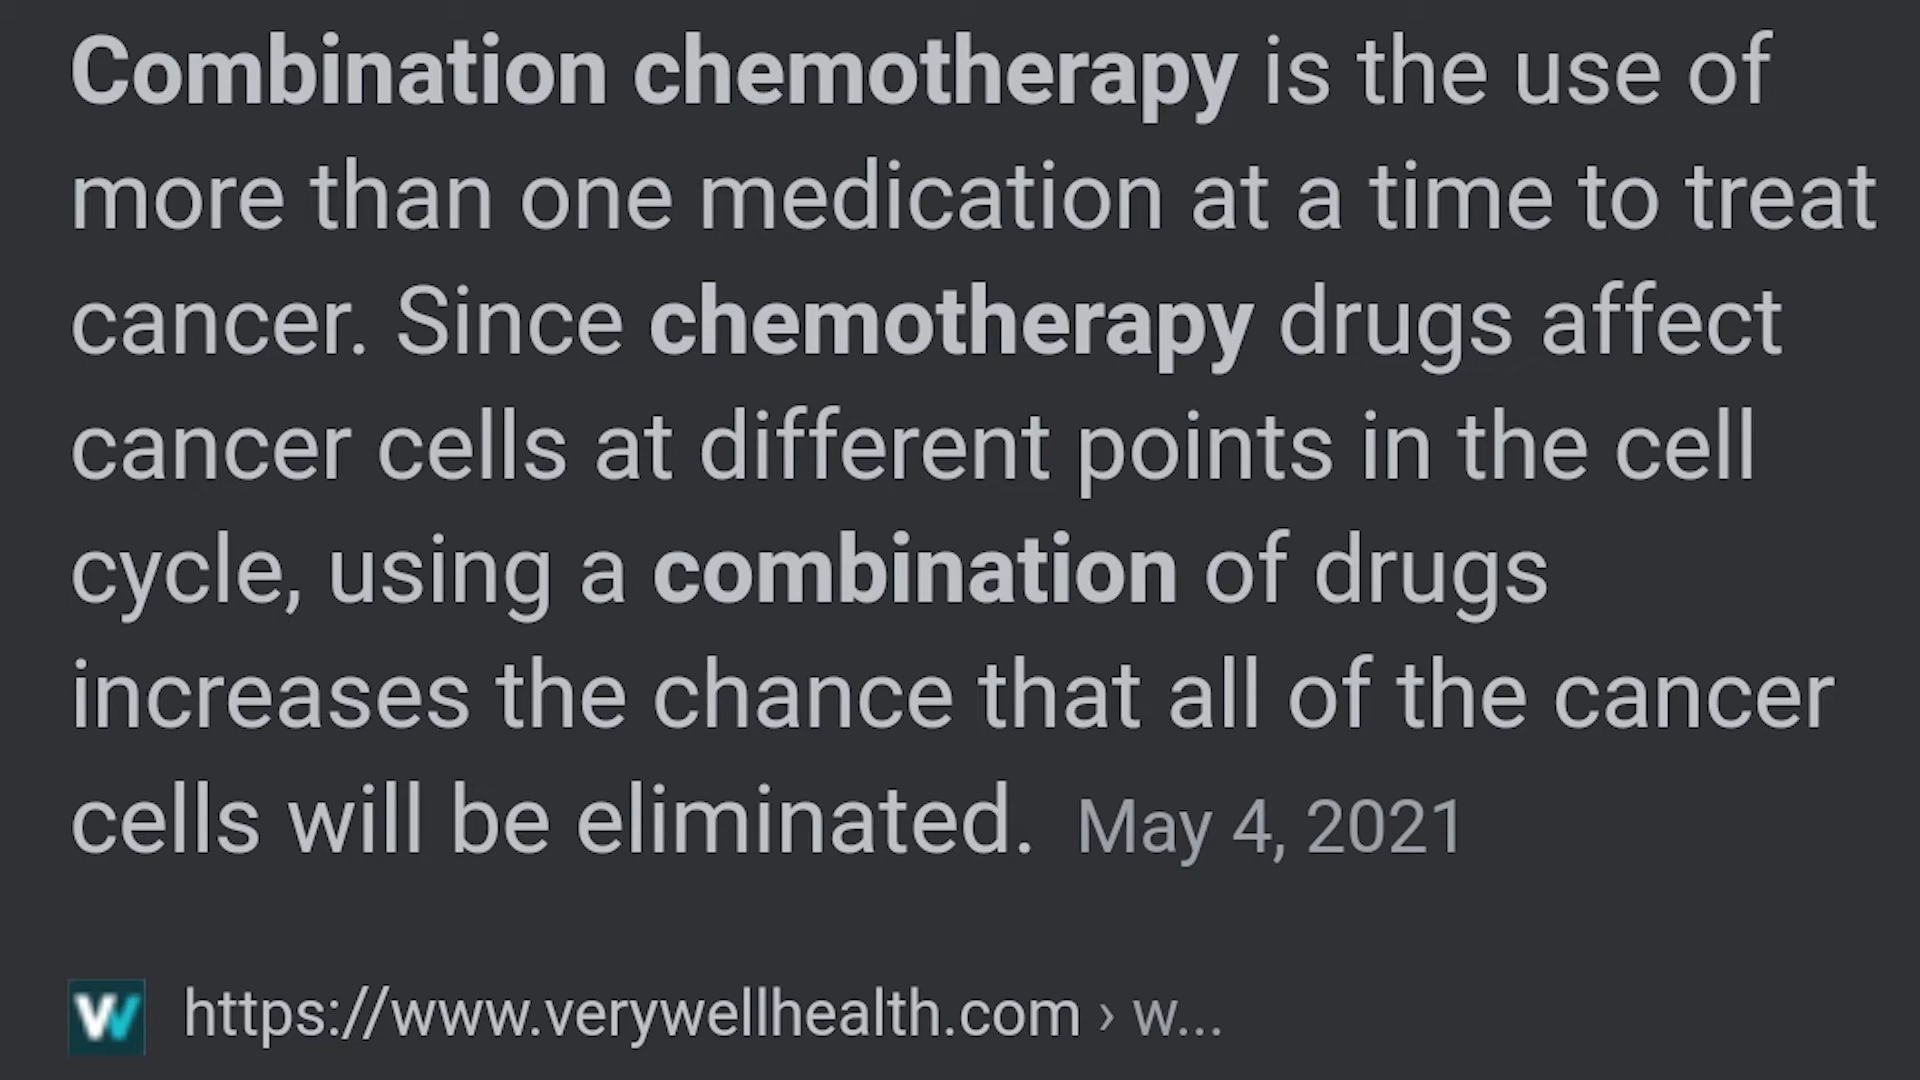 Combination chemotherapy is the use of
more than one medication at a time to treat
cancer. Since chemotherapy drugs affect
cancer cells at different points in the cell
cycle, using a combination of drugs
increases the chance that all of the cancer
cells will be eliminated. May 4, 2021
W https://www.verywellhealth.com › w...